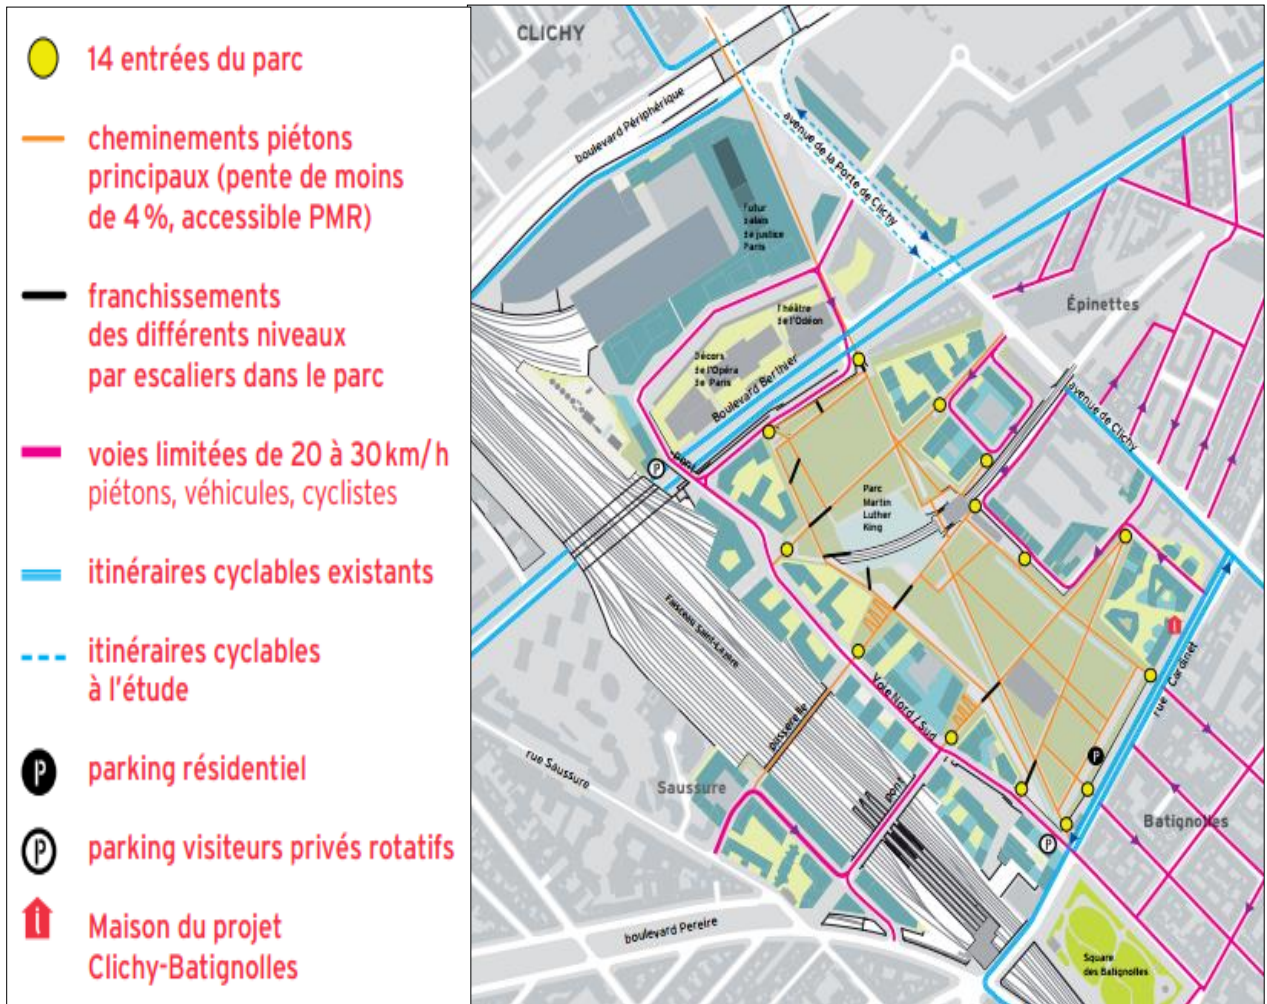 14 entrées du parc
cheminements piétons
principaux (pente de moins
de 4%, accessible PMR)
franchissements
des différents niveaux
par escaliers dans le parc
voies limitées de 20 à 30 km/h
piétons, véhicules, cyclistes
itinéraires cyclables existants
itinéraires cyclables
à l'étude
P
parking résidentiel
P
parking visiteurs privés rotatifs
i
Maison du projet
Clichy-Batignolles
CLICHY
boulevard Périphérique
avenue de la Porte de Clichy
Futur
Palais
de justice
Paris
Épinettes
Théâtre
de l'Odéon
Décors
de l'Opéra
de Paris
Boulevard Berthier
avenue de Clichy
pont
P
Parc
Martin
Luther
King
Faisceau Saint-Lazare
i
rue Cardinet
Voie Nord / Sud
passerelle
rue Saussure
Saussure
pont
P
Batignolles
P
boulevard Pereire
Square
des Batignolles